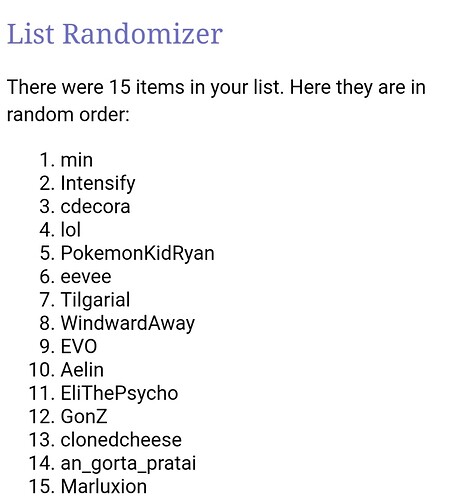 List Randomizer
There were 15 items in your list. Here they are in
random order:
1. min
2. Intensify
3. cdecora
4. lol
5. PokemonKidRyan
6. eevee
7. Tilgarial
8. WindwardAway
9. EVO
10. Aelin
11. EliThePsycho
12. GonZ
13. clonedcheese
14. an_gorta_pratai
15. Marluxion